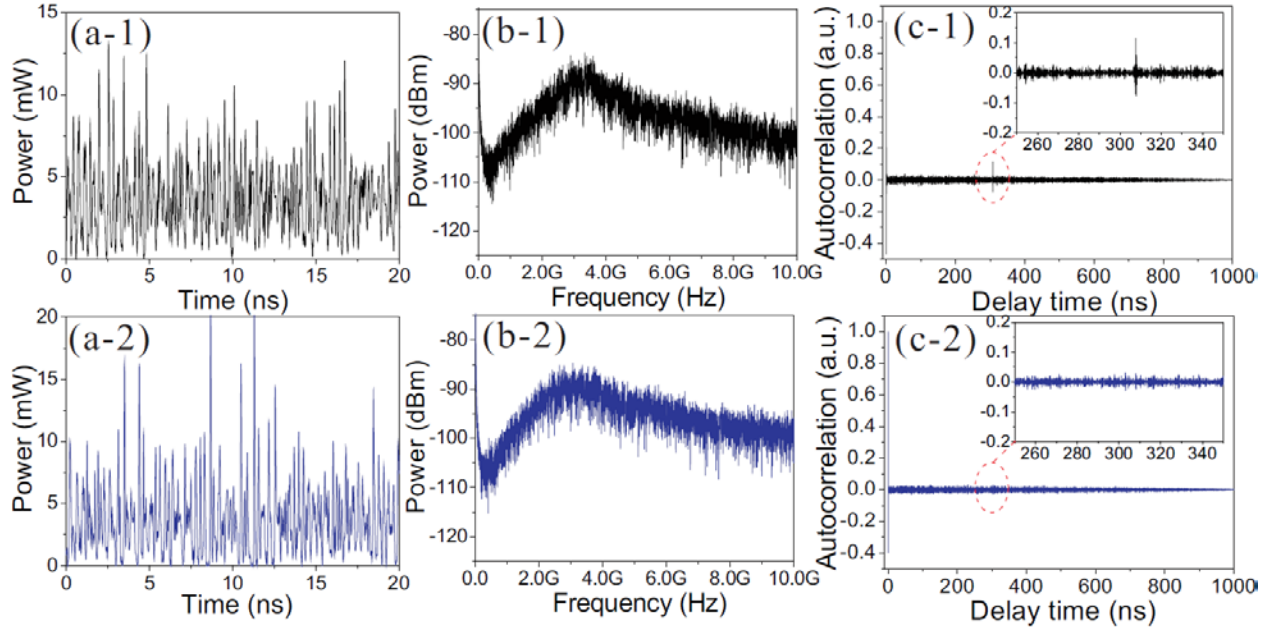 (a-1)
Power (mW)
15
10
5
0
0 5 10 15 20
Time (ns)
(b-1)
Power (dBm)
-75
-90
-100
-110
-120
0.0 2.0G 4.0G 6.0G 8.0G 10.0G
Frequency (Hz)
(c-1)
Autocorrelation (a.u.)
1.0
0.8
0.6
0.4
0.2
0.0
-0.2
-0.4
0.2
0.1
0.0
-0.1
-0.2
260 280 300 320 340
0 200 400 600 800 1000
Delay time (ns)
(a-2)
Power (mW)
20
15
10
5
0
0 5 10 15 20
Time (ns)
(b-2)
Power (dBm)
-75
-90
-100
-110
-120
0.0 2.0G 4.0G 6.0G 8.0G 10.0G
Frequency (Hz)
(c-2)
Autocorrelation (a.u.)
1.0
0.8
0.6
0.4
0.2
0.0
-0.2
-0.4
0.2
0.1
0.0
-0.1
-0.2
260 280 300 320 340
0 200 400 600 800 1000
Delay time (ns)